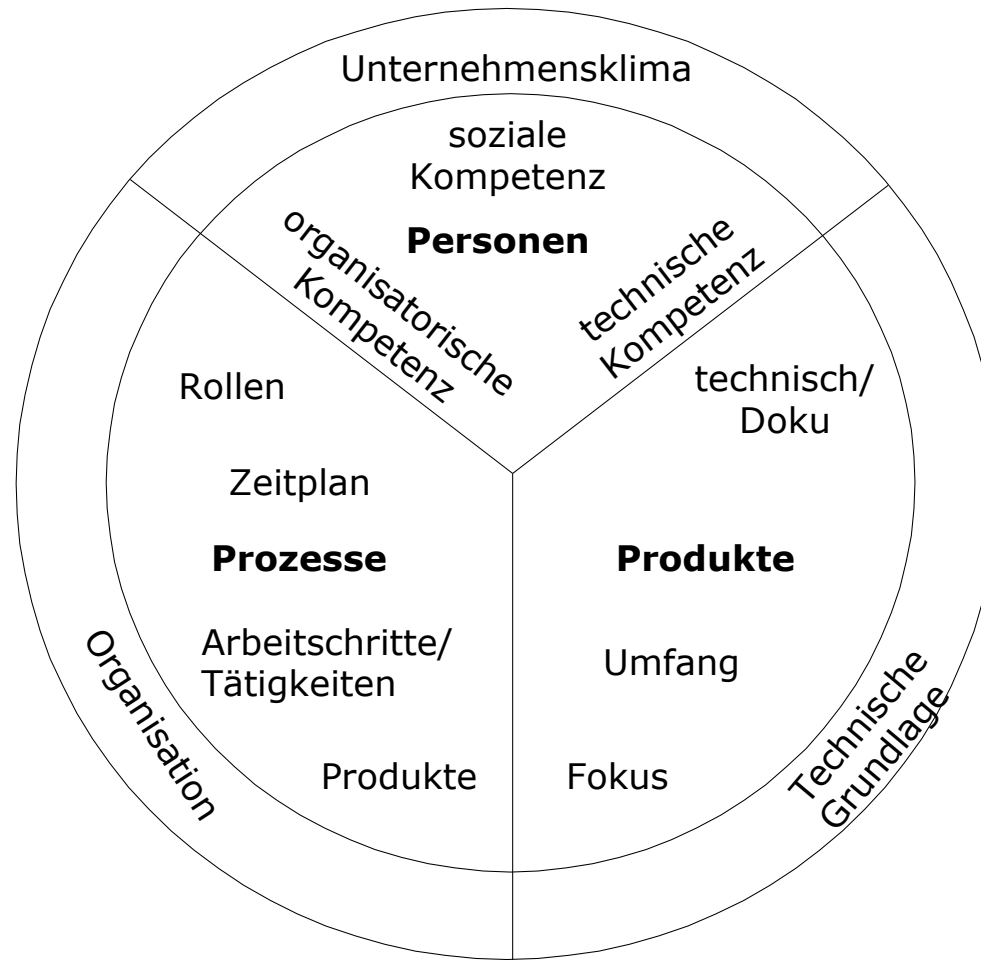 Unternehmensklima
soziale
Kompetenz
Personen
organisatorische
Kompetenz
technische
Kompetenz
Rollen
Zeitplan
Prozesse
Arbeitschritte/
Tätigkeiten
Produkte
Organisation
technisch/
Doku
Produkte
Umfang
Fokus
Technische
Grundlage